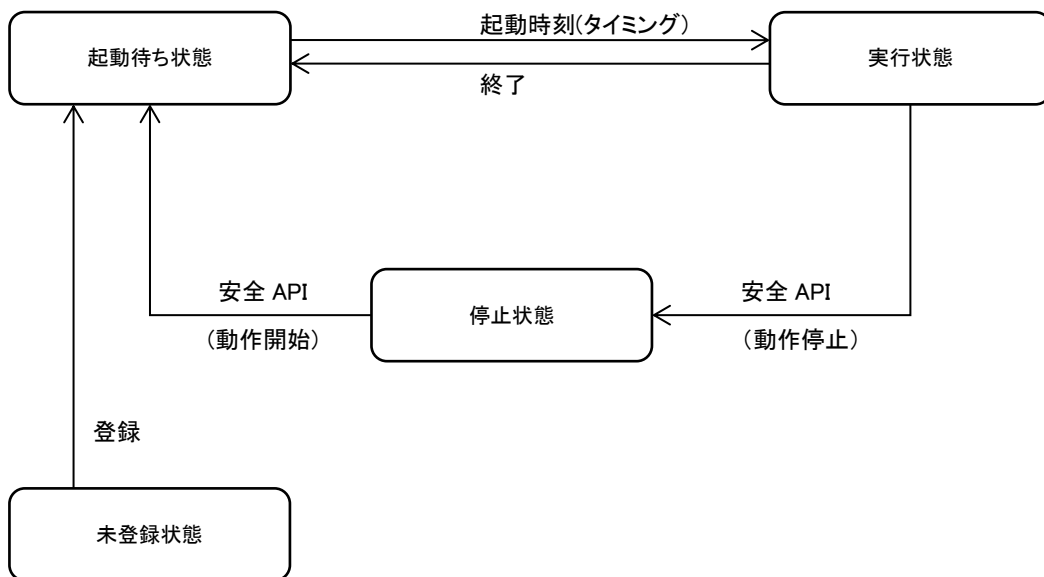 起動時刻(タイミング)
起動待ち状態
実行状態
終了
安全 API
(動作開始)
停止状態
安全 API
(動作停止)
登録
未登録状態